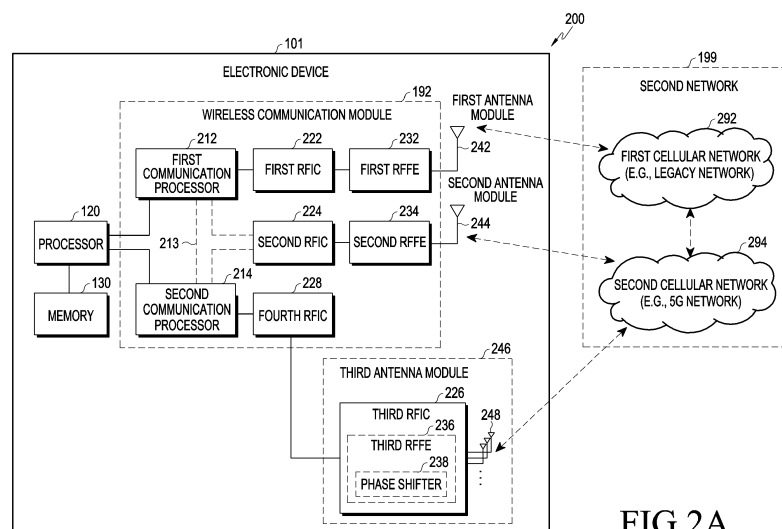 200
101
199
ELECTRONIC DEVICE
SECOND NETWORK
192
WIRELESS COMMUNICATION MODULE
FIRST ANTENNA
MODULE
292
212
222
232
242
FIRST
COMMUNICATION
PROCESSOR
FIRST RFIC
FIRST RFFE
FIRST CELLULAR NETWORK
(E.G., LEGACY NETWORK)
SECOND ANTENNA
MODULE
120
224
234
244
PROCESSOR
213
SECOND RFIC
SECOND RFFE
294
130
214
228
MEMORY
SECOND
COMMUNICATION
PROCESSOR
FOURTH RFIC
SECOND CELLULAR NETWORK
(E.G., 5G NETWORK)
246
THIRD ANTENNA MODULE
226
THIRD RFIC
248
236
THIRD RFFE
238
PHASE SHIFTER
FIG.2A